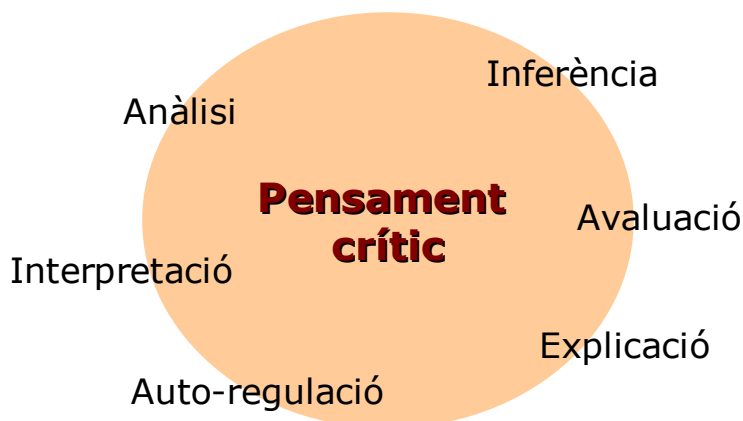 Inferència
Anàlisi
Pensament
crític
Avaluació
Interpretació
Explicació
Auto-regulació